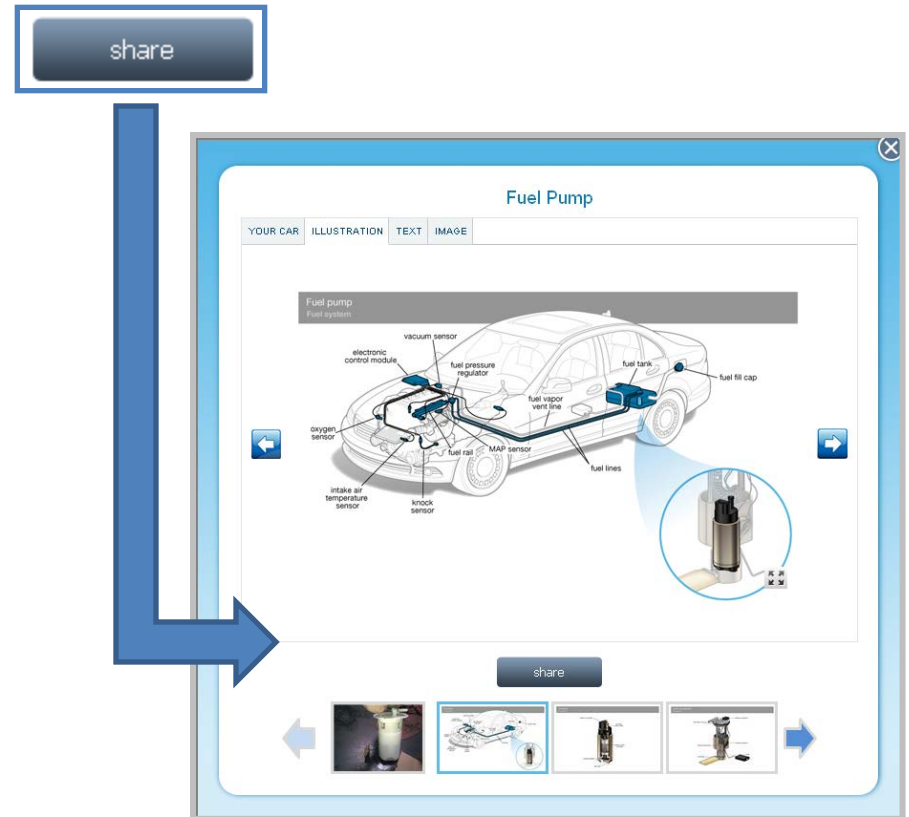 share
Fuel Pump
YOUR CAR ILLUSTRATION TEXT IMAGE
Fuel pump
Fuel system
vacuum sensor
electronic
control module
fuel pressure
regulator
fuel tank
fuel fill cap
fuel vapor
vent line
oxygen
sensor
fuel rail
MAP sensor
fuel lines
intake air
temperature
sensor
knock
sensor
share